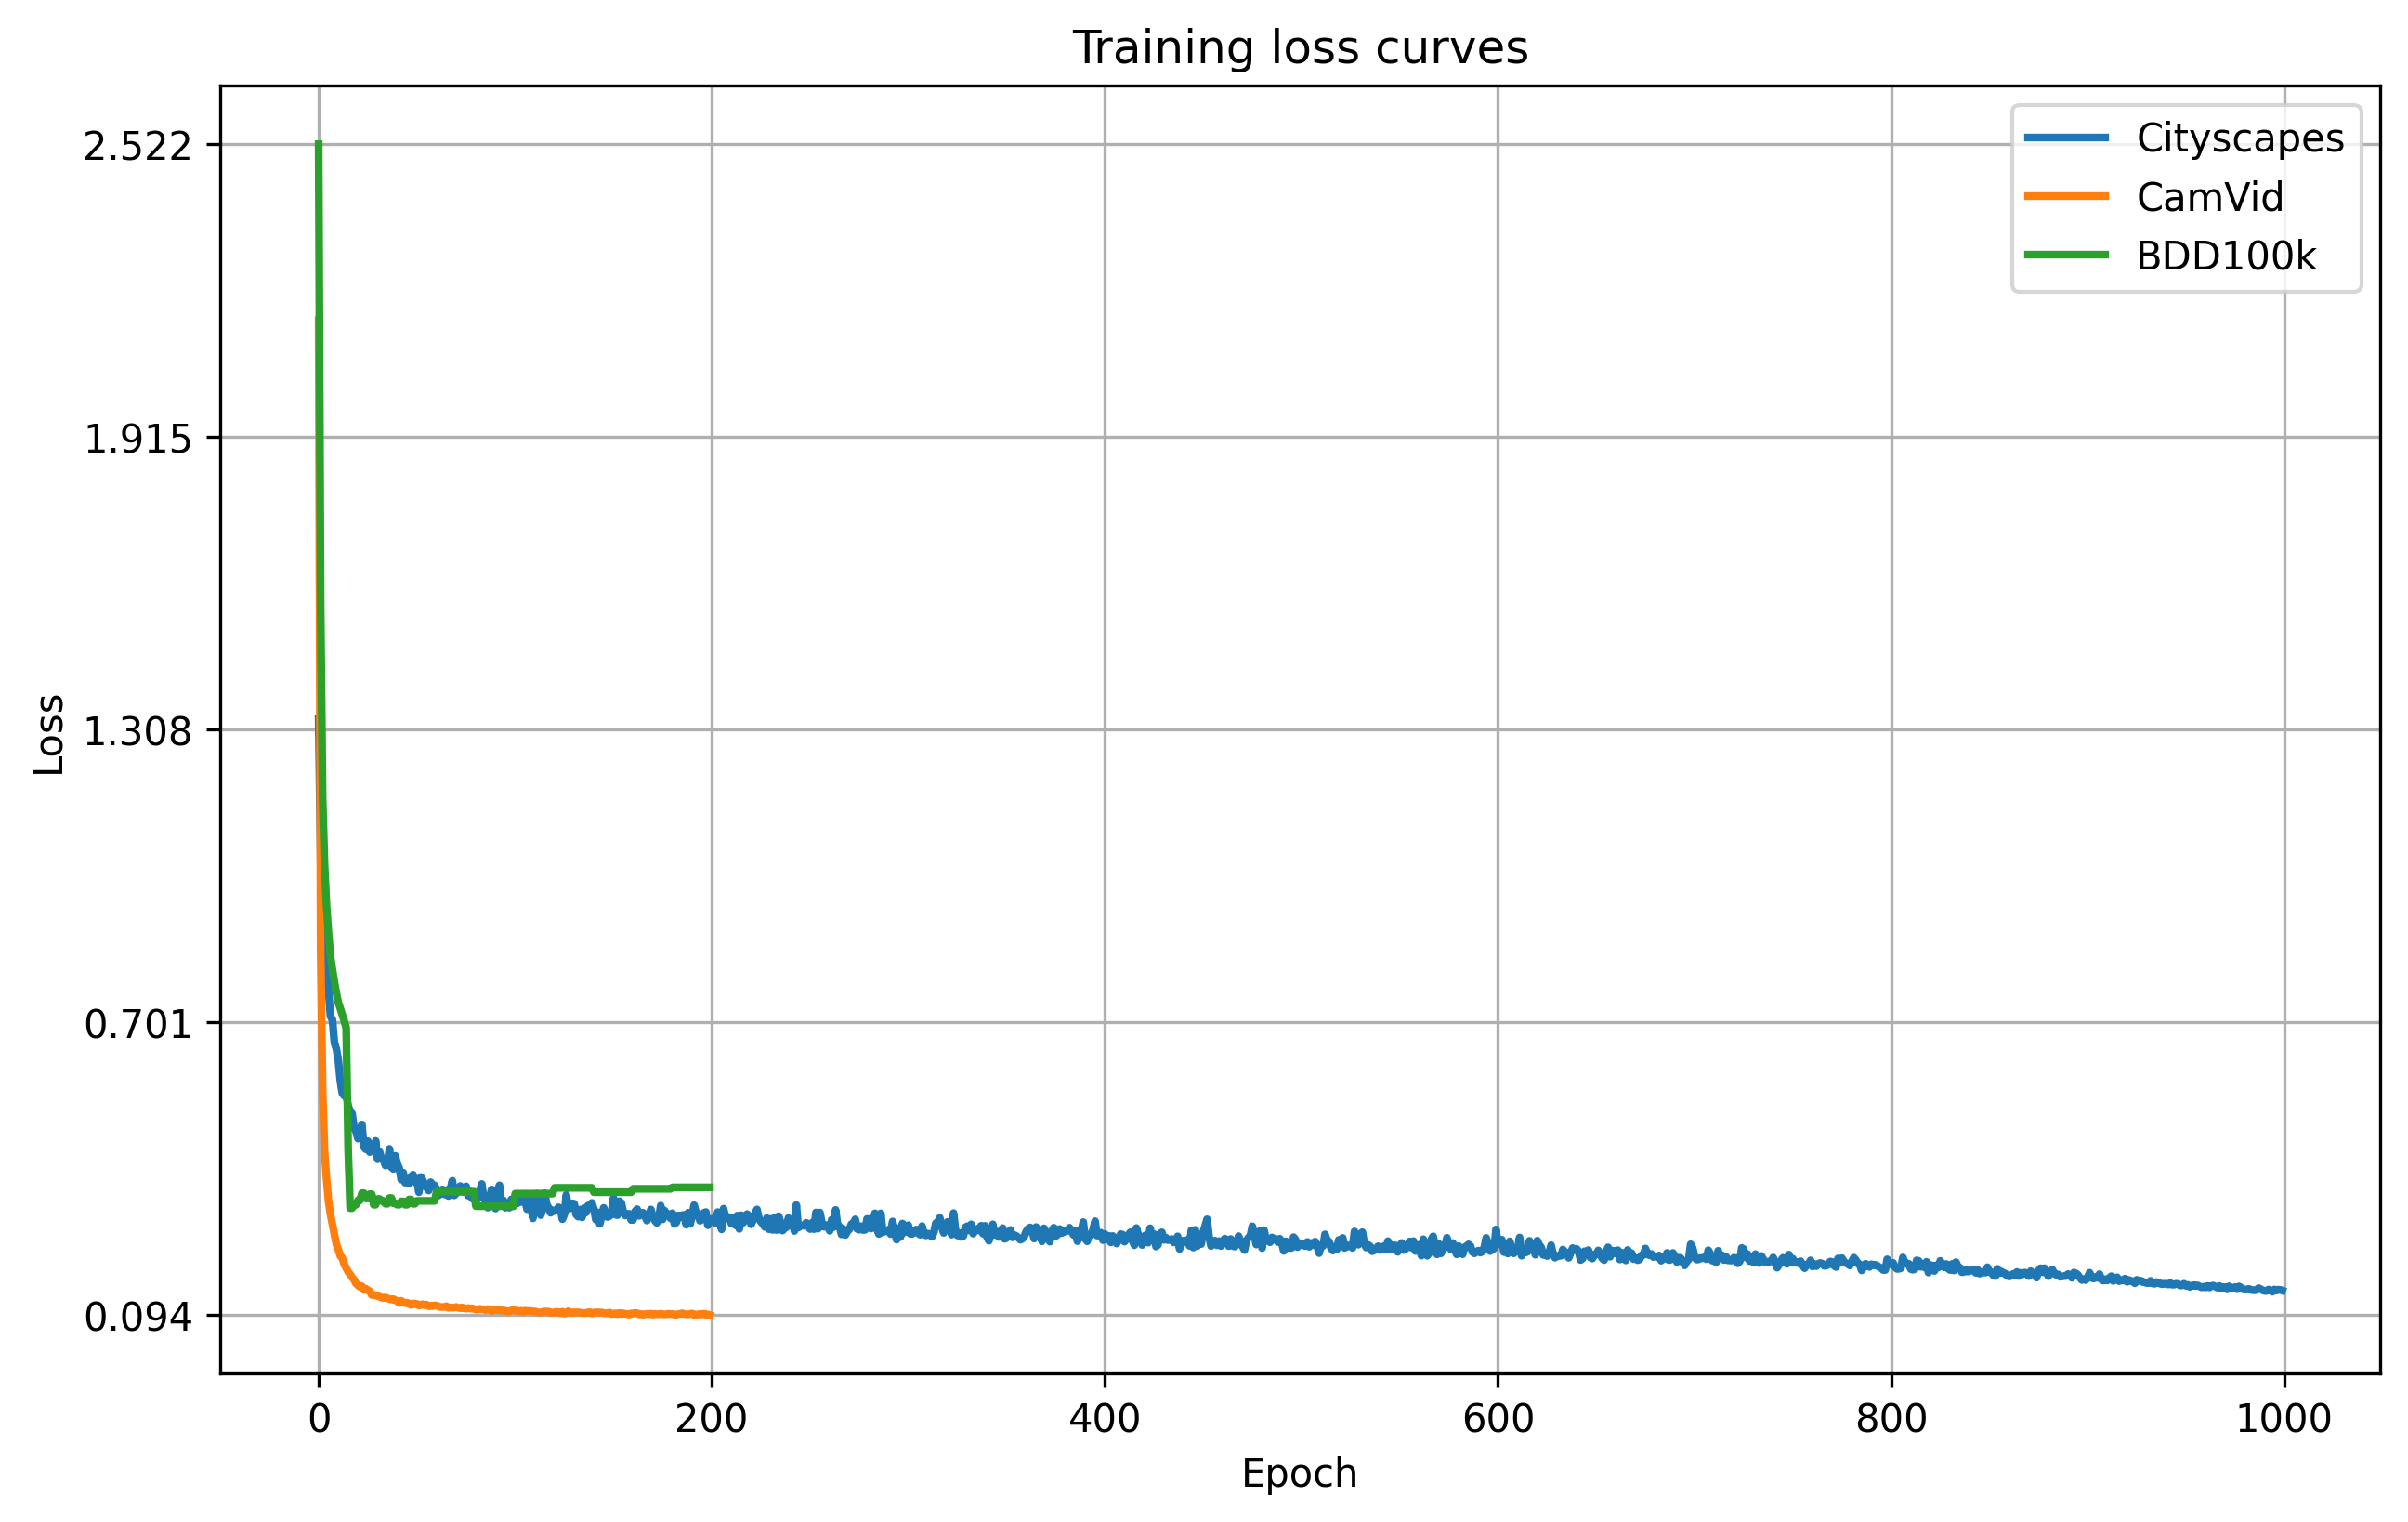 Training loss curves
2.522
1.915
1.308
0.701
0.094
Loss
0
200
400
600
800
1000
Epoch
Cityscapes
CamVid
BDD100k